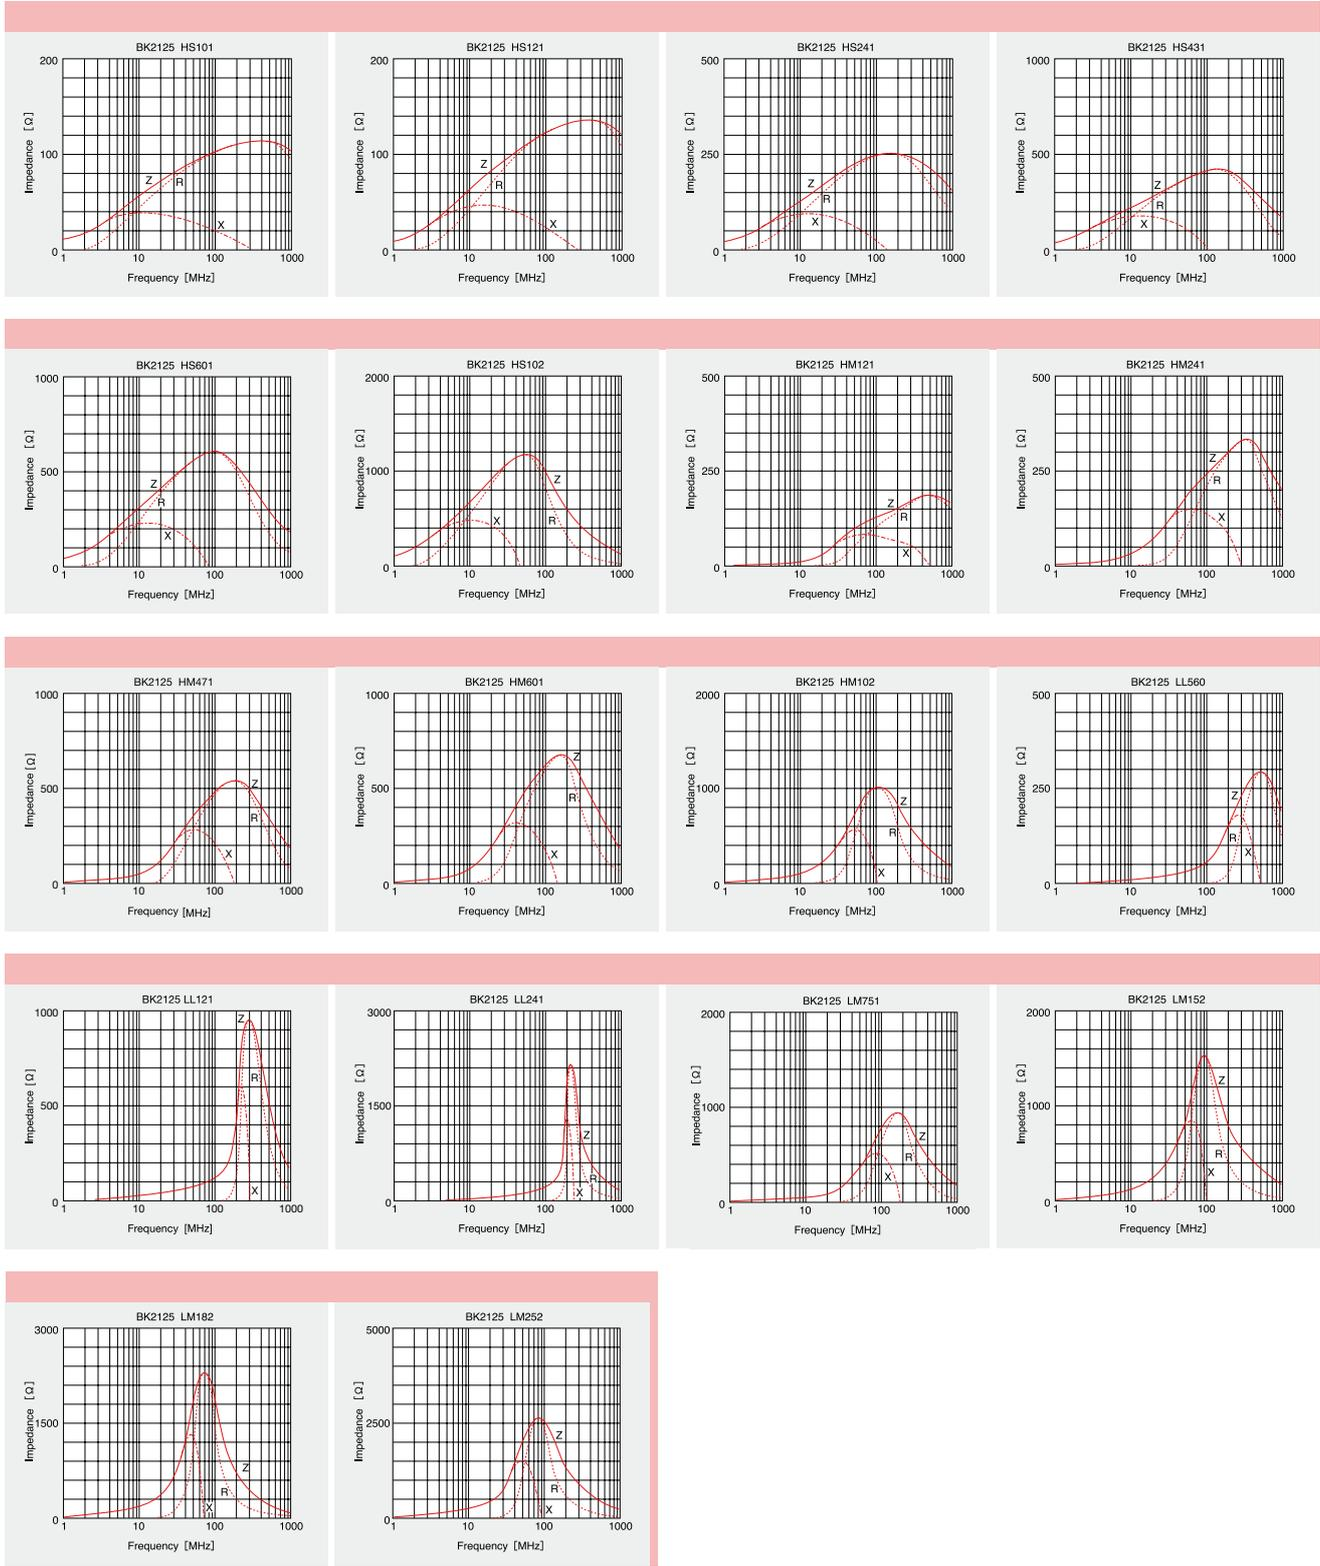 BK2125 HS101
200
100
0
Impedance [Ω]
Z
R
X
1 10 100 1000
Frequency [MHz]
BK2125 HS121
200
100
0
Impedance [Ω]
Z
R
X
1 10 100 1000
Frequency [MHz]
BK2125 HS241
500
250
0
Impedance [Ω]
Z
R
X
1 10 100 1000
Frequency [MHz]
BK2125 HS431
1000
500
0
Impedance [Ω]
Z
R
X
1 10 100 1000
Frequency [MHz]
BK2125 HS601
1000
500
0
Impedance [Ω]
Z
R
X
1 10 100 1000
Frequency [MHz]
BK2125 HS102
2000
1000
0
Impedance [Ω]
Z
X
R
1 10 100 1000
Frequency [MHz]
BK2125 HM121
500
250
0
Impedance [Ω]
Z
R
X
1 10 100 1000
Frequency [MHz]
BK2125 HM241
500
250
0
Impedance [Ω]
Z
R
X
1 10 100 1000
Frequency [MHz]
BK2125 HM471
1000
500
0
Impedance [Ω]
Z
R
X
1 10 100 1000
Frequency [MHz]
BK2125 HM601
1000
500
0
Impedance [Ω]
Z
R
X
1 10 100 1000
Frequency [MHz]
BK2125 HM102
2000
1000
0
Impedance [Ω]
Z
R
X
1 10 100 1000
Frequency [MHz]
BK2125 LL560
500
250
0
Impedance [Ω]
Z
R
X
1 10 100 1000
Frequency [MHz]
BK2125 LL121
1000
500
0
Impedance [Ω]
Z
R
X
1 10 100 1000
Frequency [MHz]
BK2125 LL241
3000
1500
0
Impedance [Ω]
Z
R
X
1 10 100 1000
Frequency [MHz]
BK2125 LM751
2000
1000
0
Impedance [Ω]
Z
R
X
1 10 100 1000
Frequency [MHz]
BK2125 LM152
2000
1000
0
Impedance [Ω]
Z
R
X
1 10 100 1000
Frequency [MHz]
BK2125 LM182
3000
1500
0
Impedance [Ω]
Z
R
X
1 10 100 1000
Frequency [MHz]
BK2125 LM252
5000
2500
0
Impedance [Ω]
Z
R
X
1 10 100 1000
Frequency [MHz]